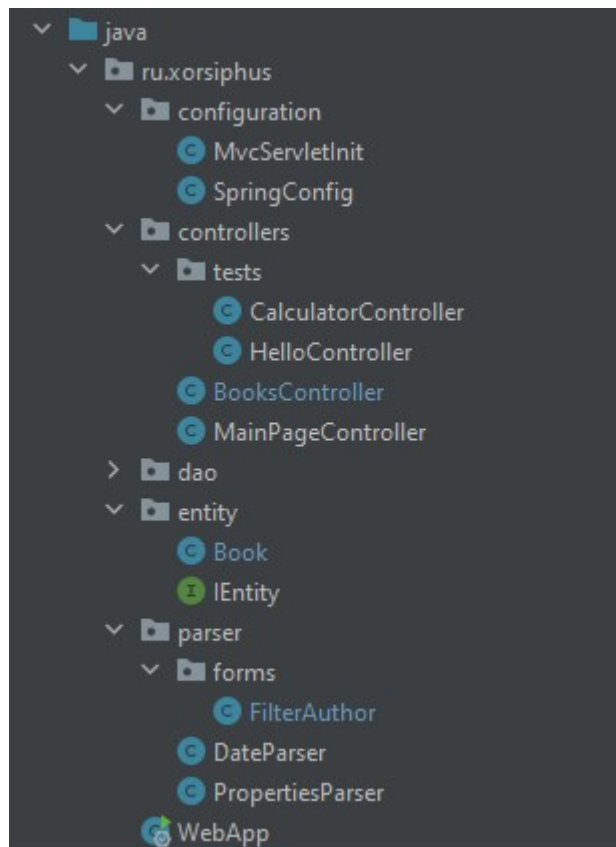 java
ru.xorsiphus
configuration
MvcServletInit
SpringConfig
controllers
tests
CalculatorController
HelloController
BooksController
MainPageController
dao
entity
Book
IEntity
parser
forms
FilterAuthor
DateParser
PropertiesParser
WebApp